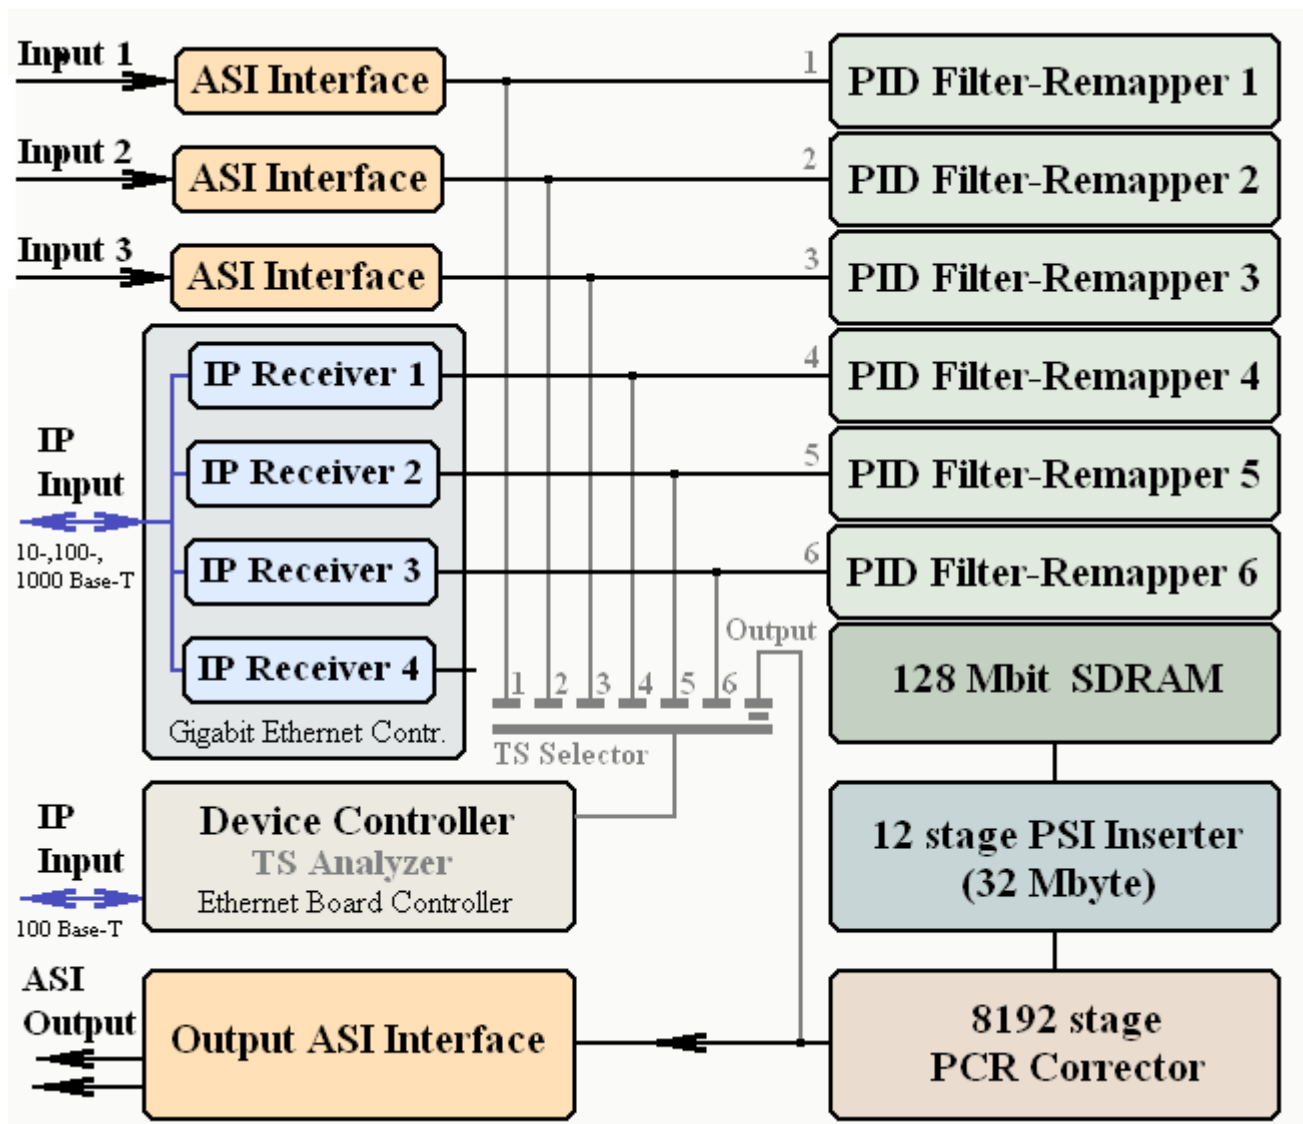 Input 1
ASI Interface
1
PID Filter-Remapper 1
Input 2
ASI Interface
2
PID Filter-Remapper 2
Input 3
ASI Interface
3
PID Filter-Remapper 3
IP Receiver 1
4
PID Filter-Remapper 4
IP
Input
10-,100-,
1000 Base-T
IP Receiver 2
5
PID Filter-Remapper 5
IP Receiver 3
6
PID Filter-Remapper 6
IP Receiver 4
Gigabit Ethernet Contr.
Output
1 2 3 4 5 6
TS Selector
128 Mbit SDRAM
IP
Input
100 Base-T
Device Controller
TS Analyzer
Ethernet Board Controller
12 stage PSI Inserter
(32 Mbyte)
ASI
Output
Output ASI Interface
8192 stage
PCR Corrector